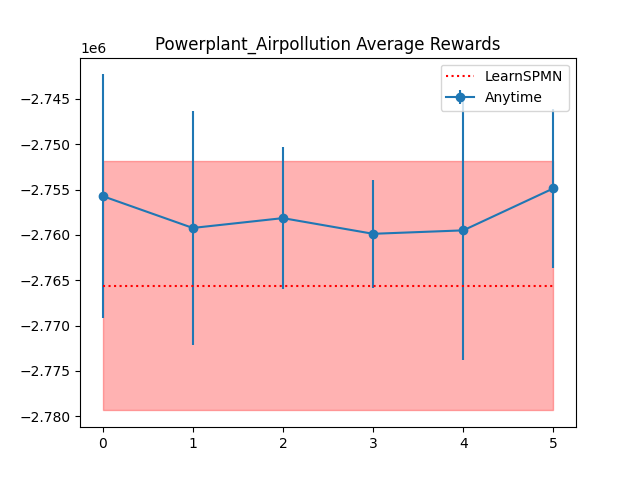 Powerplant_Airpollution Average Rewards
1e6
LearnSPMN
Anytime
−2.745
−2.750
−2.755
−2.760
−2.765
−2.770
−2.775
−2.780
0 1 2 3 4 5